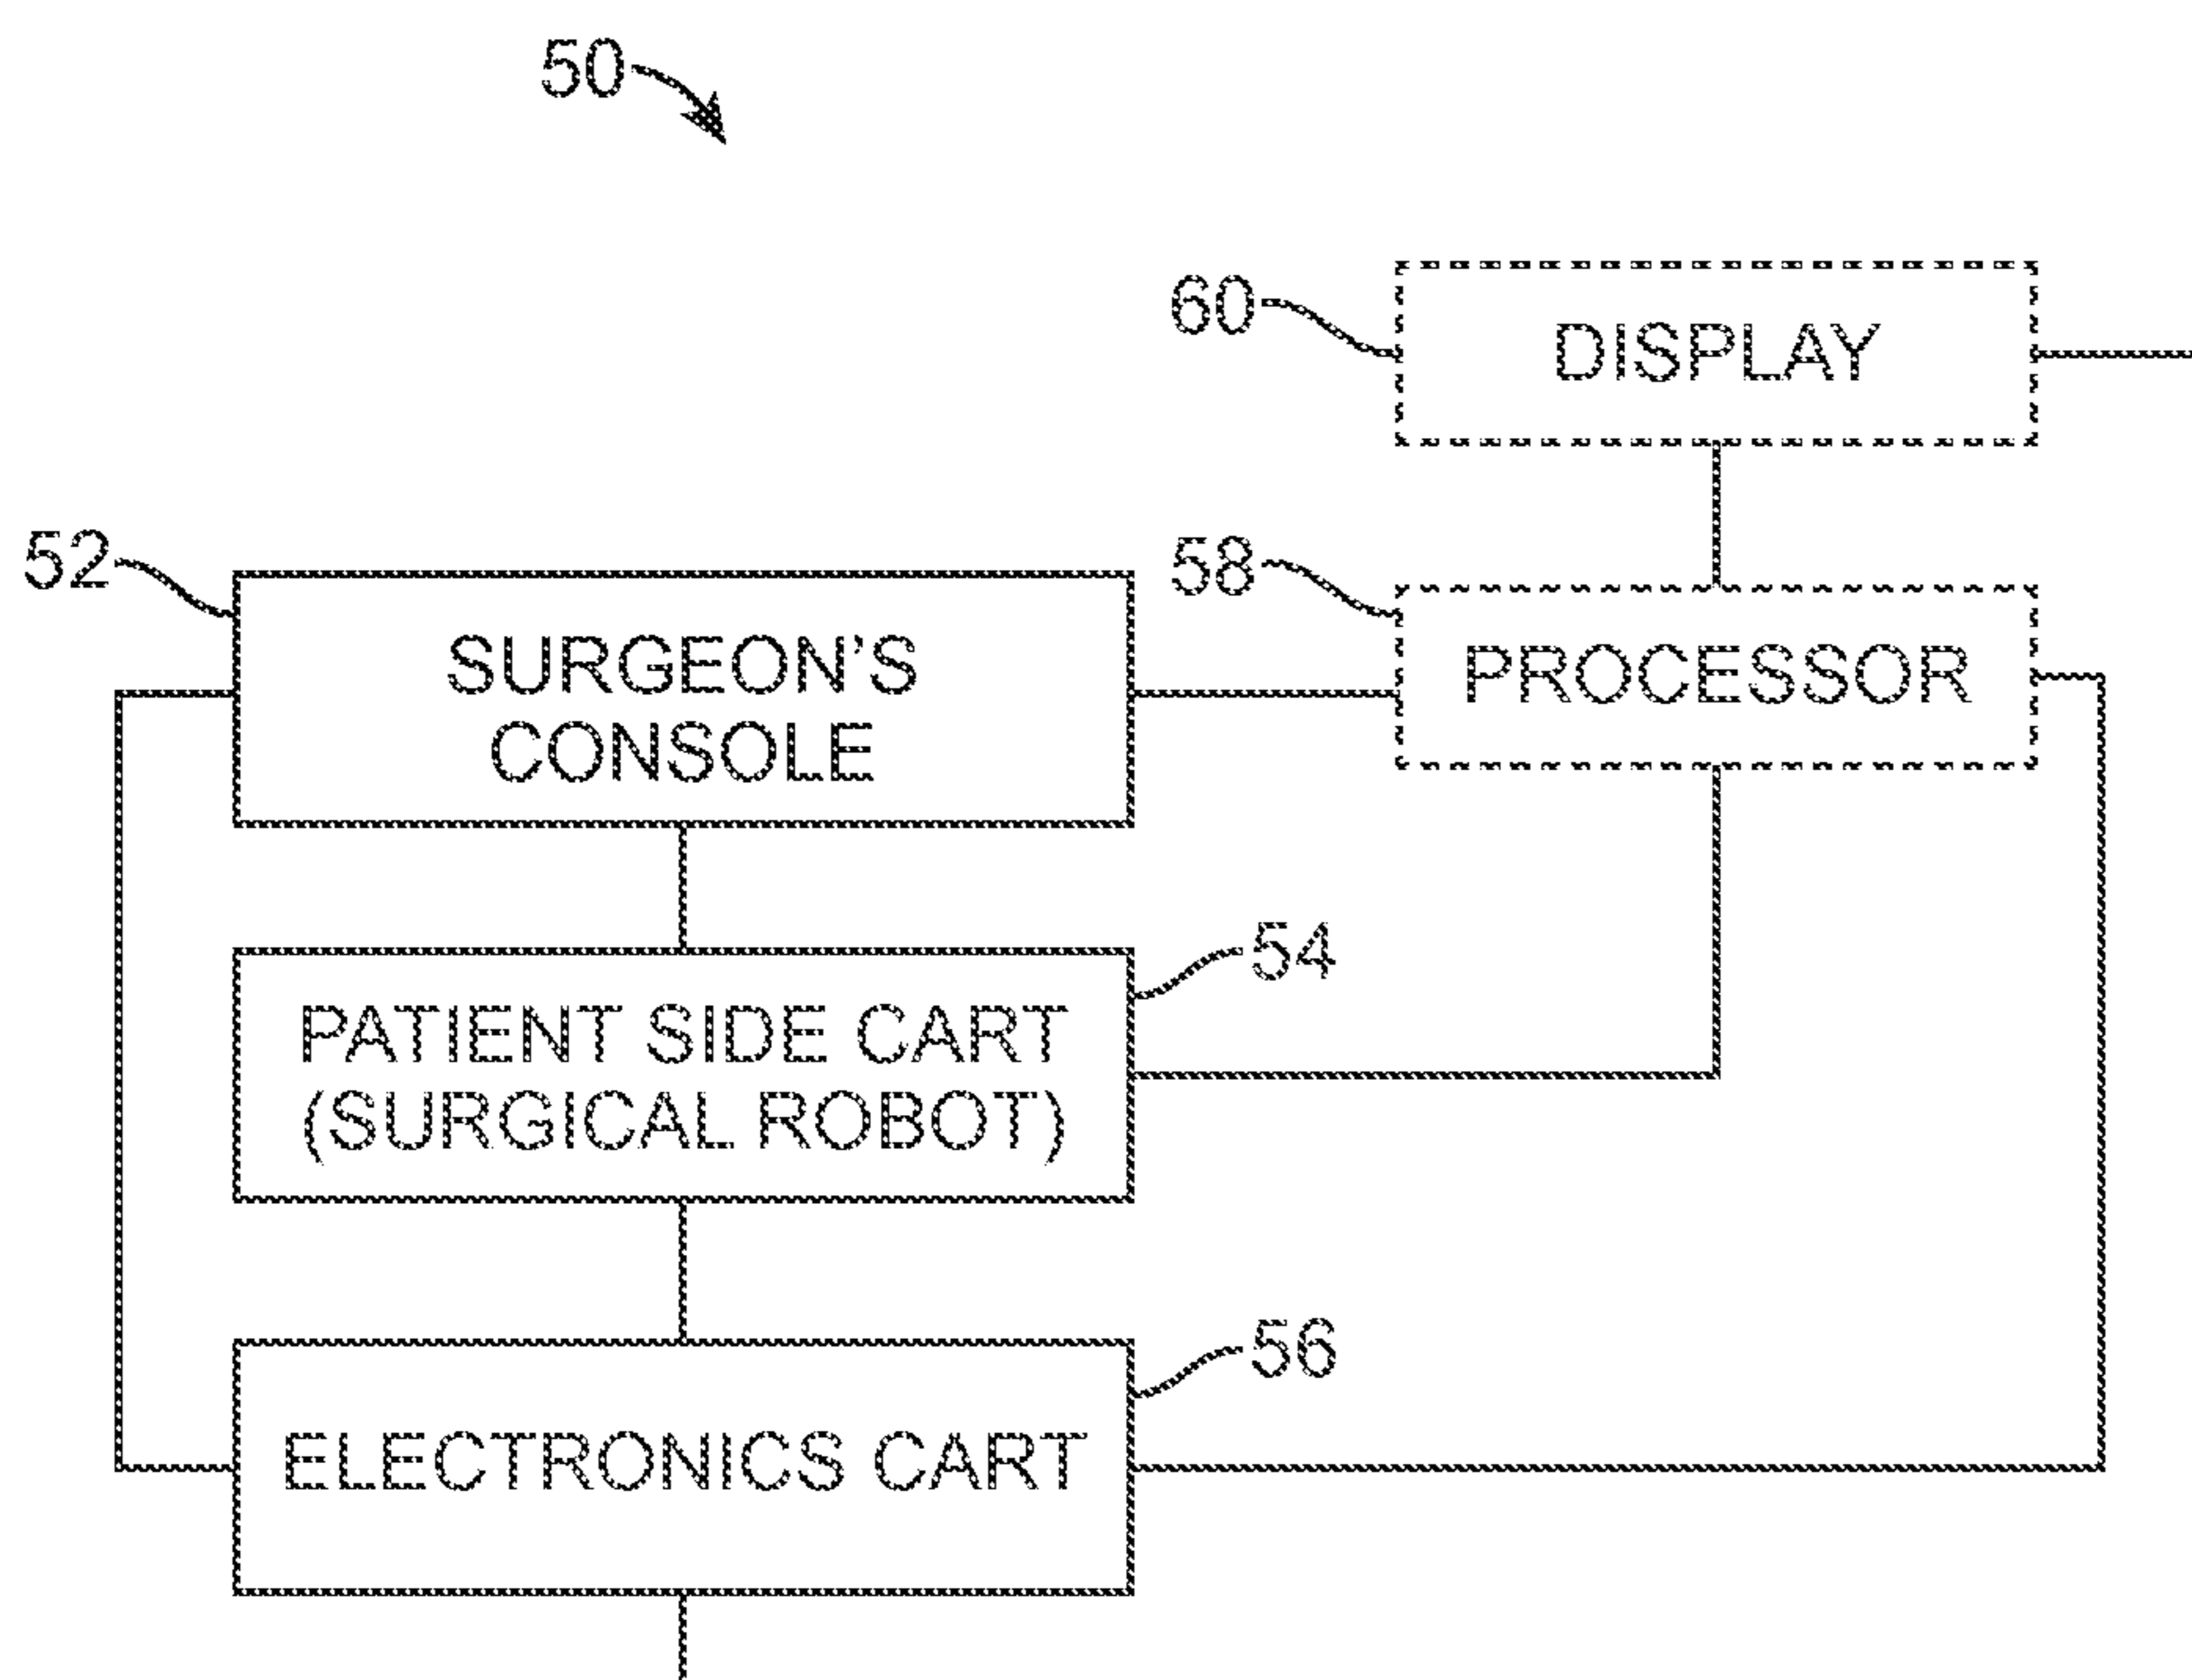 50
60
DISPLAY
52
58
SURGEON'S
CONSOLE
PROCESSOR
54
PATIENT SIDE CART
(SURGICAL ROBOT)
56
ELECTRONICS CART